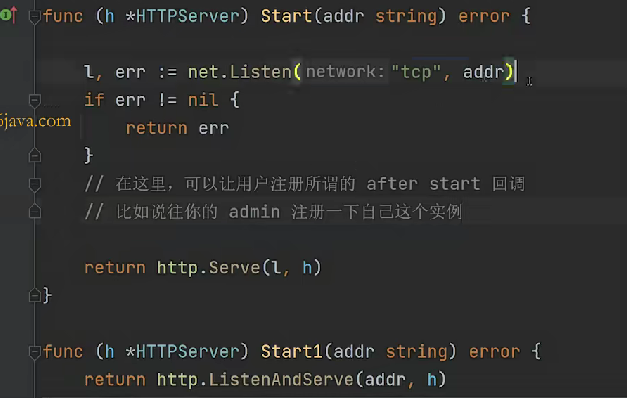 func (h *HTTPServer) Start(addr string) error {
l, err := net.Listen( network: "tcp", addr)
if err != nil {
return err
}
// 在这里，可以让用户注册所谓的 after start 回调
// 比如说往你的 admin 注册一下自己这个实例
return http.Serve(l, h)
}
func (h *HTTPServer) Start1(addr string) error {
return http.ListenAndServe(addr, h)
java.com